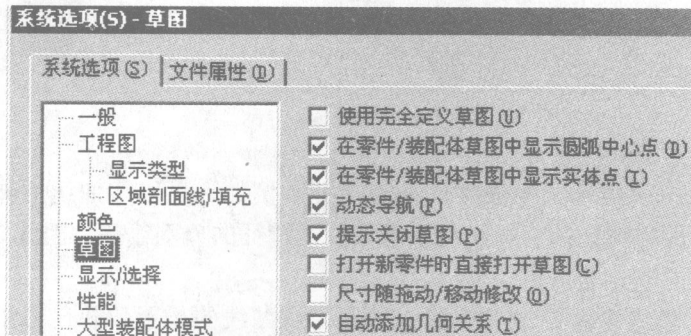 系统选项(S) - 草图
系统选项(S) 文件属性(D)
一般
工程图
显示类型
区域剖面线/填充
颜色
草图
显示/选择
性能
大型装配体模式
使用完全定义草图(U)
在零件/装配体草图中显示圆弧中心点(D)
在零件/装配体草图中显示实体点(I)
动态导航(F)
提示关闭草图(P)
打开新零件时直接打开草图(C)
尺寸随拖动/移动修改(O)
自动添加几何关系(T)